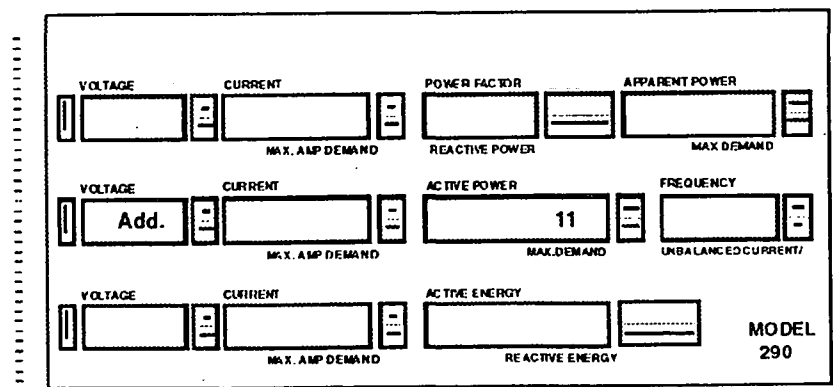 VOLTAGE CURRENT POWER FACTOR APPARENT POWER
MAX. AMP DEMAND REACTIVE POWER MAX DEMAND
VOLTAGE CURRENT ACTIVE POWER FREQUENCY
Add. 11
MAX. AMP DEMAND MAX.DEMAND UNBALANCED CURRENT/
VOLTAGE CURRENT ACTIVE ENERGY
MODEL
290
MAX. AMP DEMAND REACTIVE ENERGY